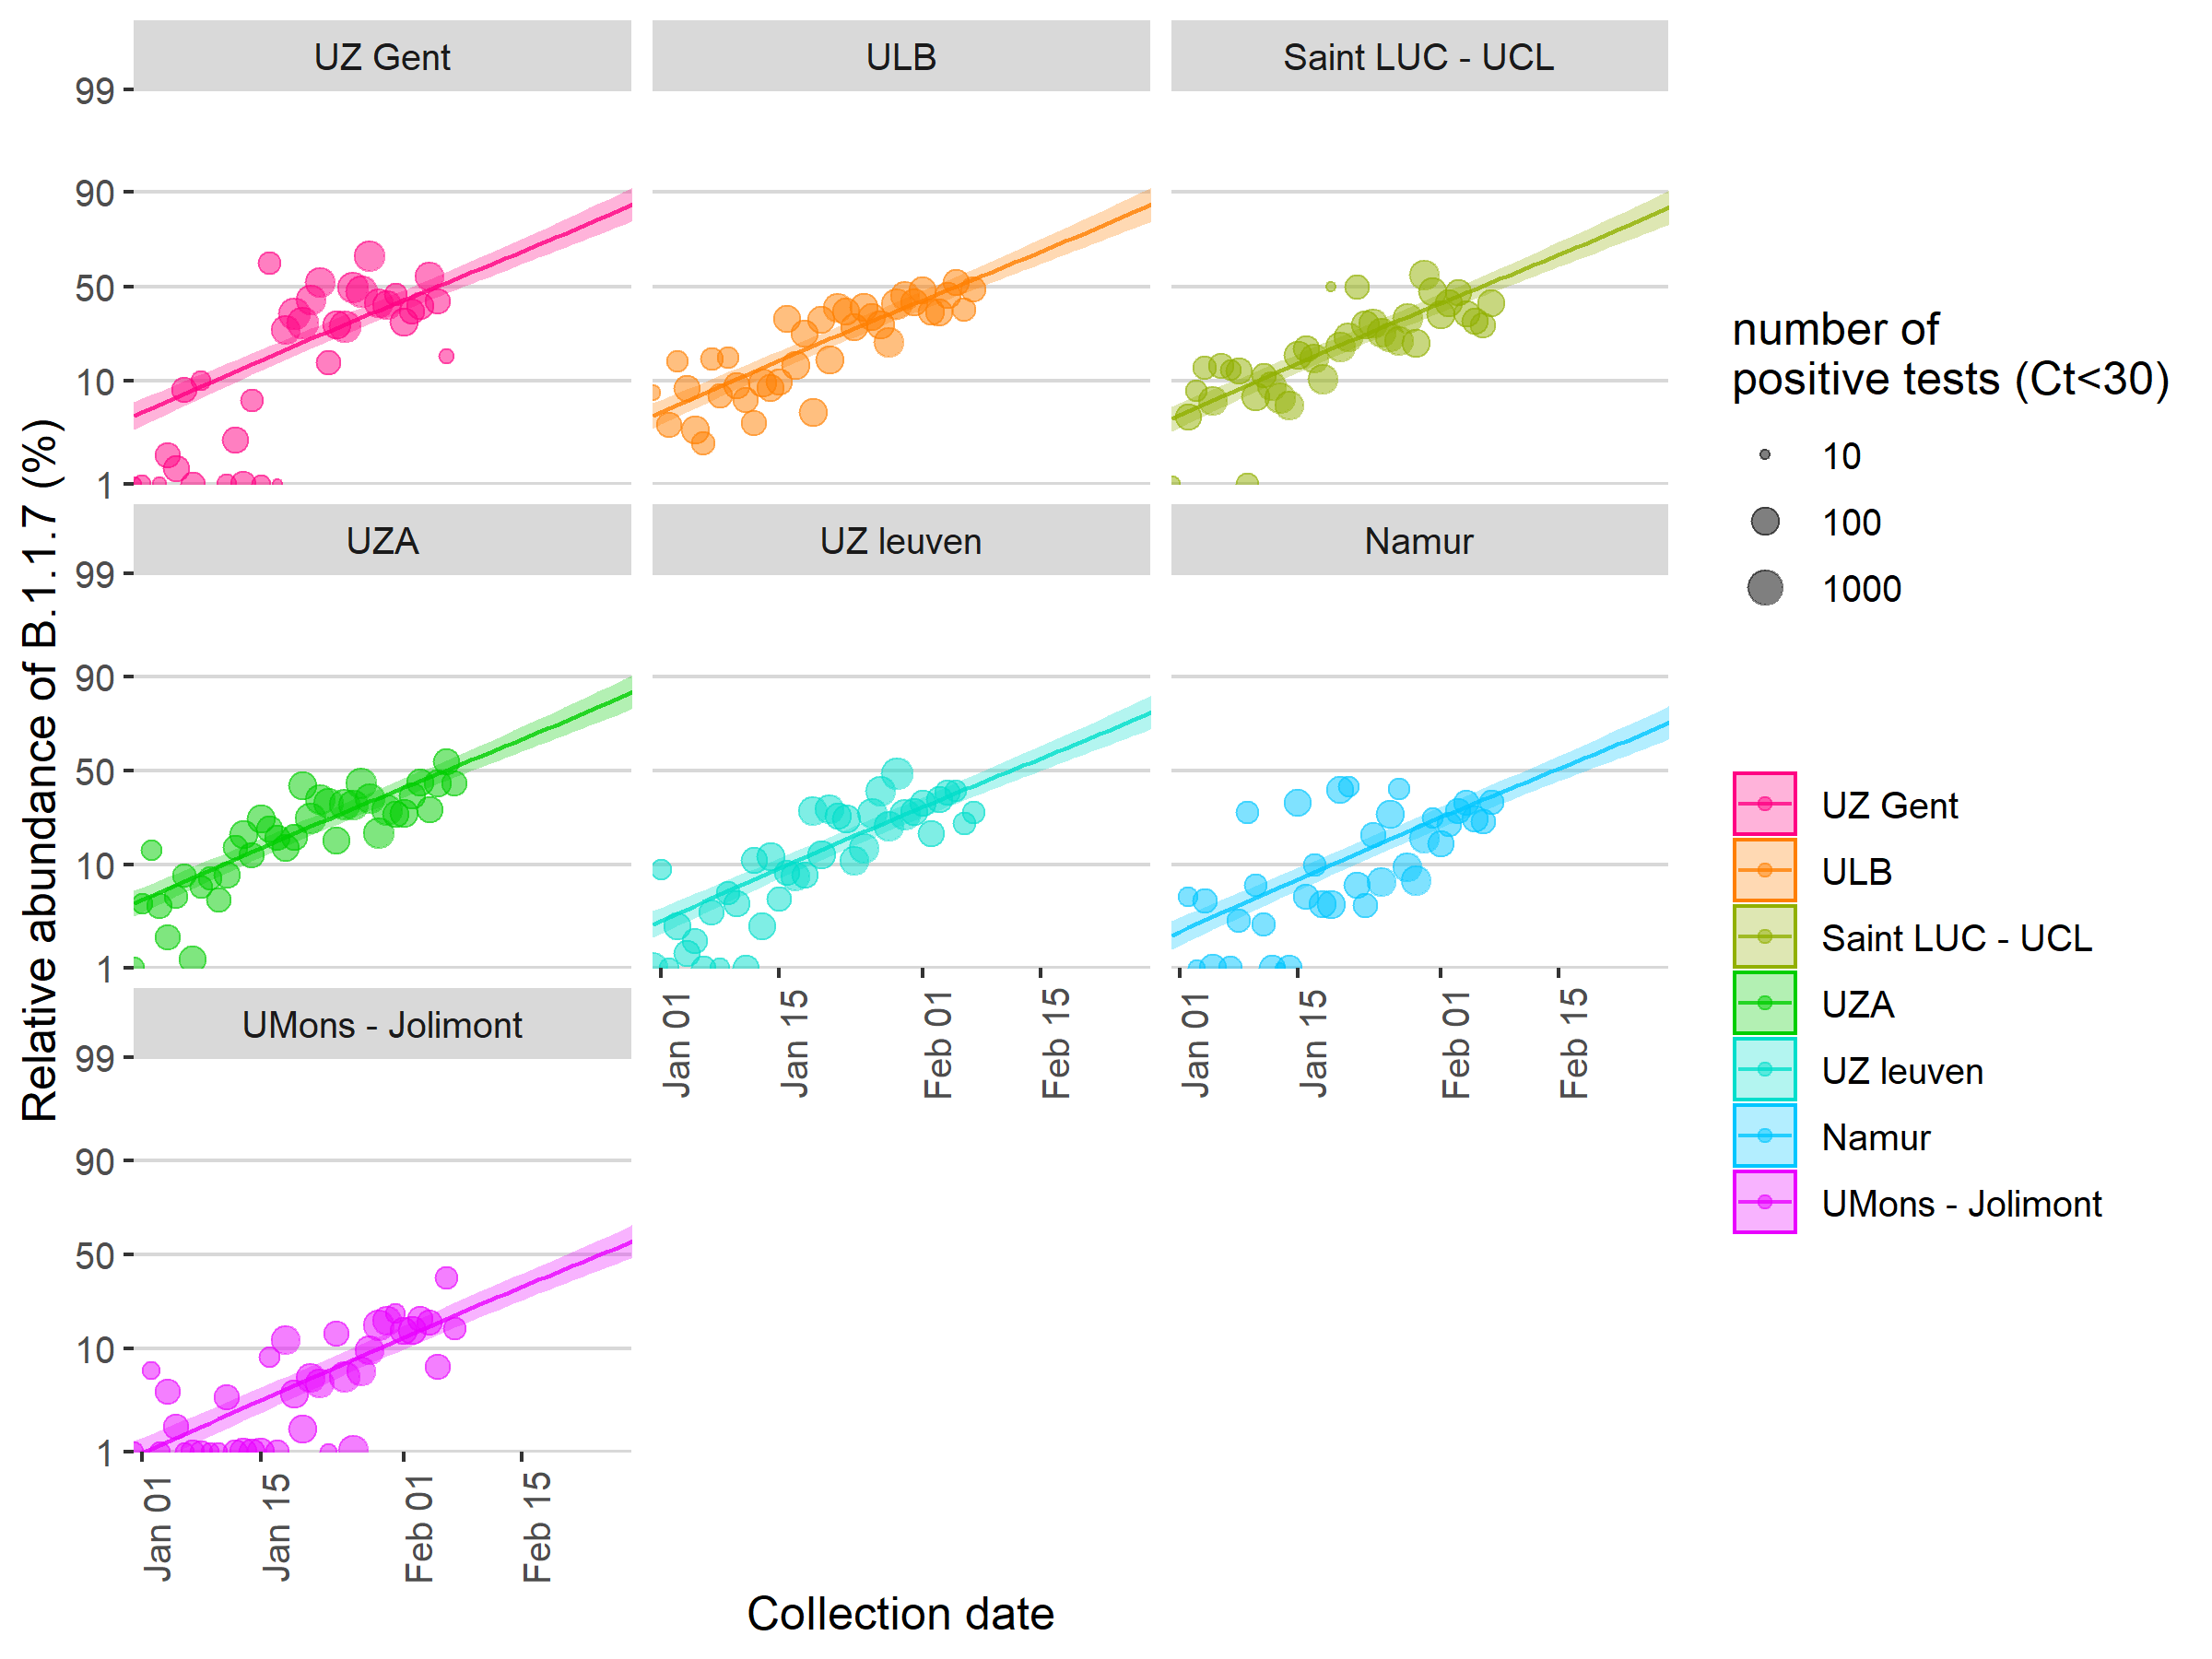 UZ Gent
ULB
Saint LUC - UCL
99
90
50
10
1
UZA
UZ leuven
Namur
99
90
50
10
1
Jan 01
Jan 15
Feb 01
Feb 15
Jan 01
Jan 15
Feb 01
Feb 15
UMons - Jolimont
99
90
50
10
1
Jan 01
Jan 15
Feb 01
Feb 15
Relative abundance of B.1.1.7 (%)
Collection date
number of
positive tests (Ct<30)
10
100
1000
UZ Gent
ULB
Saint LUC - UCL
UZA
UZ leuven
Namur
UMons - Jolimont